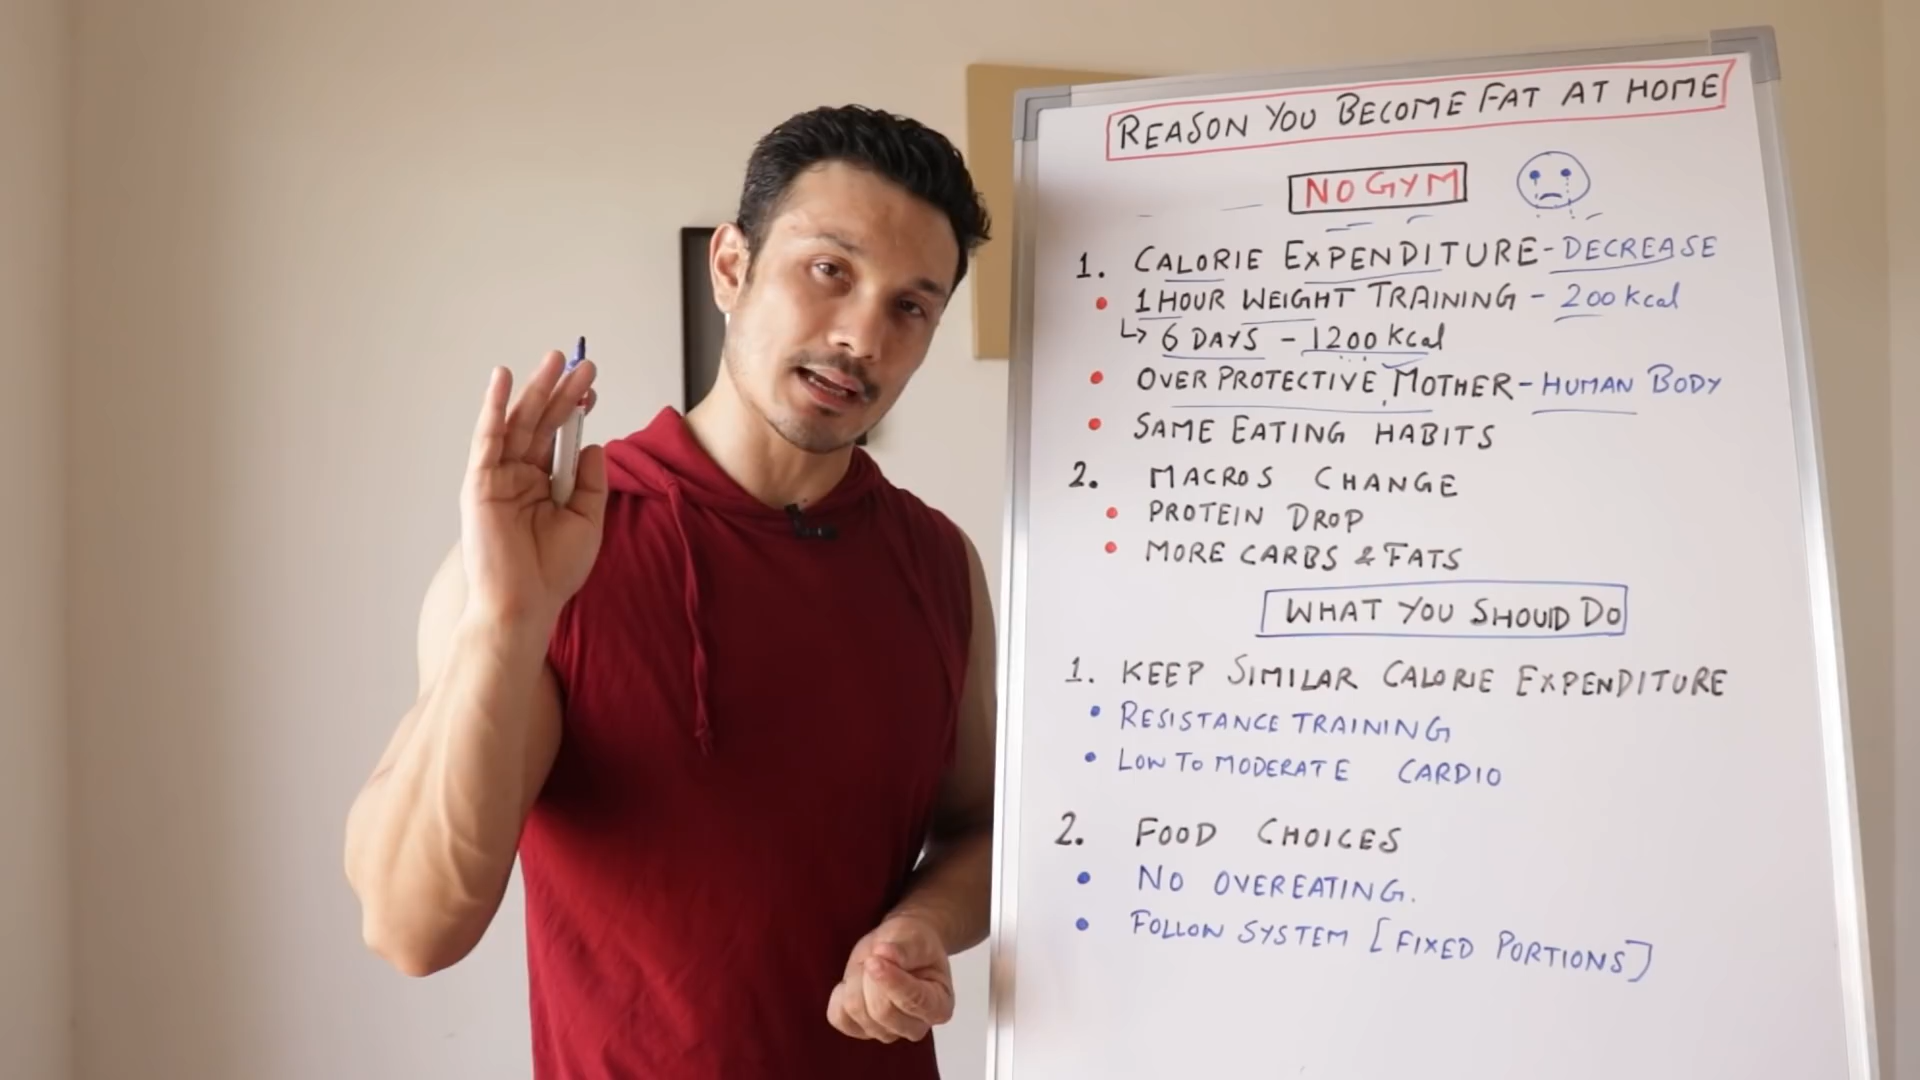 REASON YOU BECOME FAT AT HOME
NO GYM
1. CALORIE EXPENDITURE - DECREASE
• 1 HOUR WEIGHT TRAINING - 200 Kcal
↳ 6 DAYS - 1200 Kcal
• OVER PROTECTIVE MOTHER - HUMAN BODY
• SAME EATING HABITS
2. MACROS CHANGE
• PROTEIN DROP
• MORE CARBS & FATS
WHAT YOU SHOULD DO
1. KEEP SIMILAR CALORIE EXPENDITURE
• RESISTANCE TRAINING
• LOW TO MODERATE CARDIO
2. FOOD CHOICES
• NO OVEREATING.
• FOLLOW SYSTEM [FIXED PORTIONS]